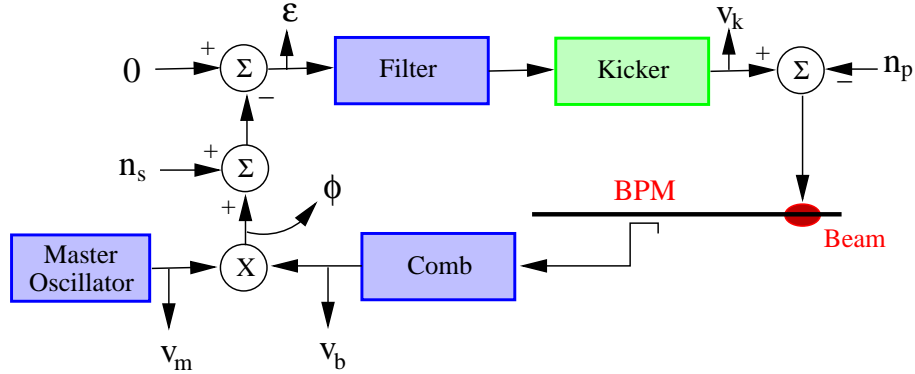 ε
v_k
0
+
Σ
−
Filter
Kicker
+
Σ
−
n_p
n_s
+
Σ
+
ϕ
BPM
Beam
Master
Oscillator
X
Comb
v_m
v_b